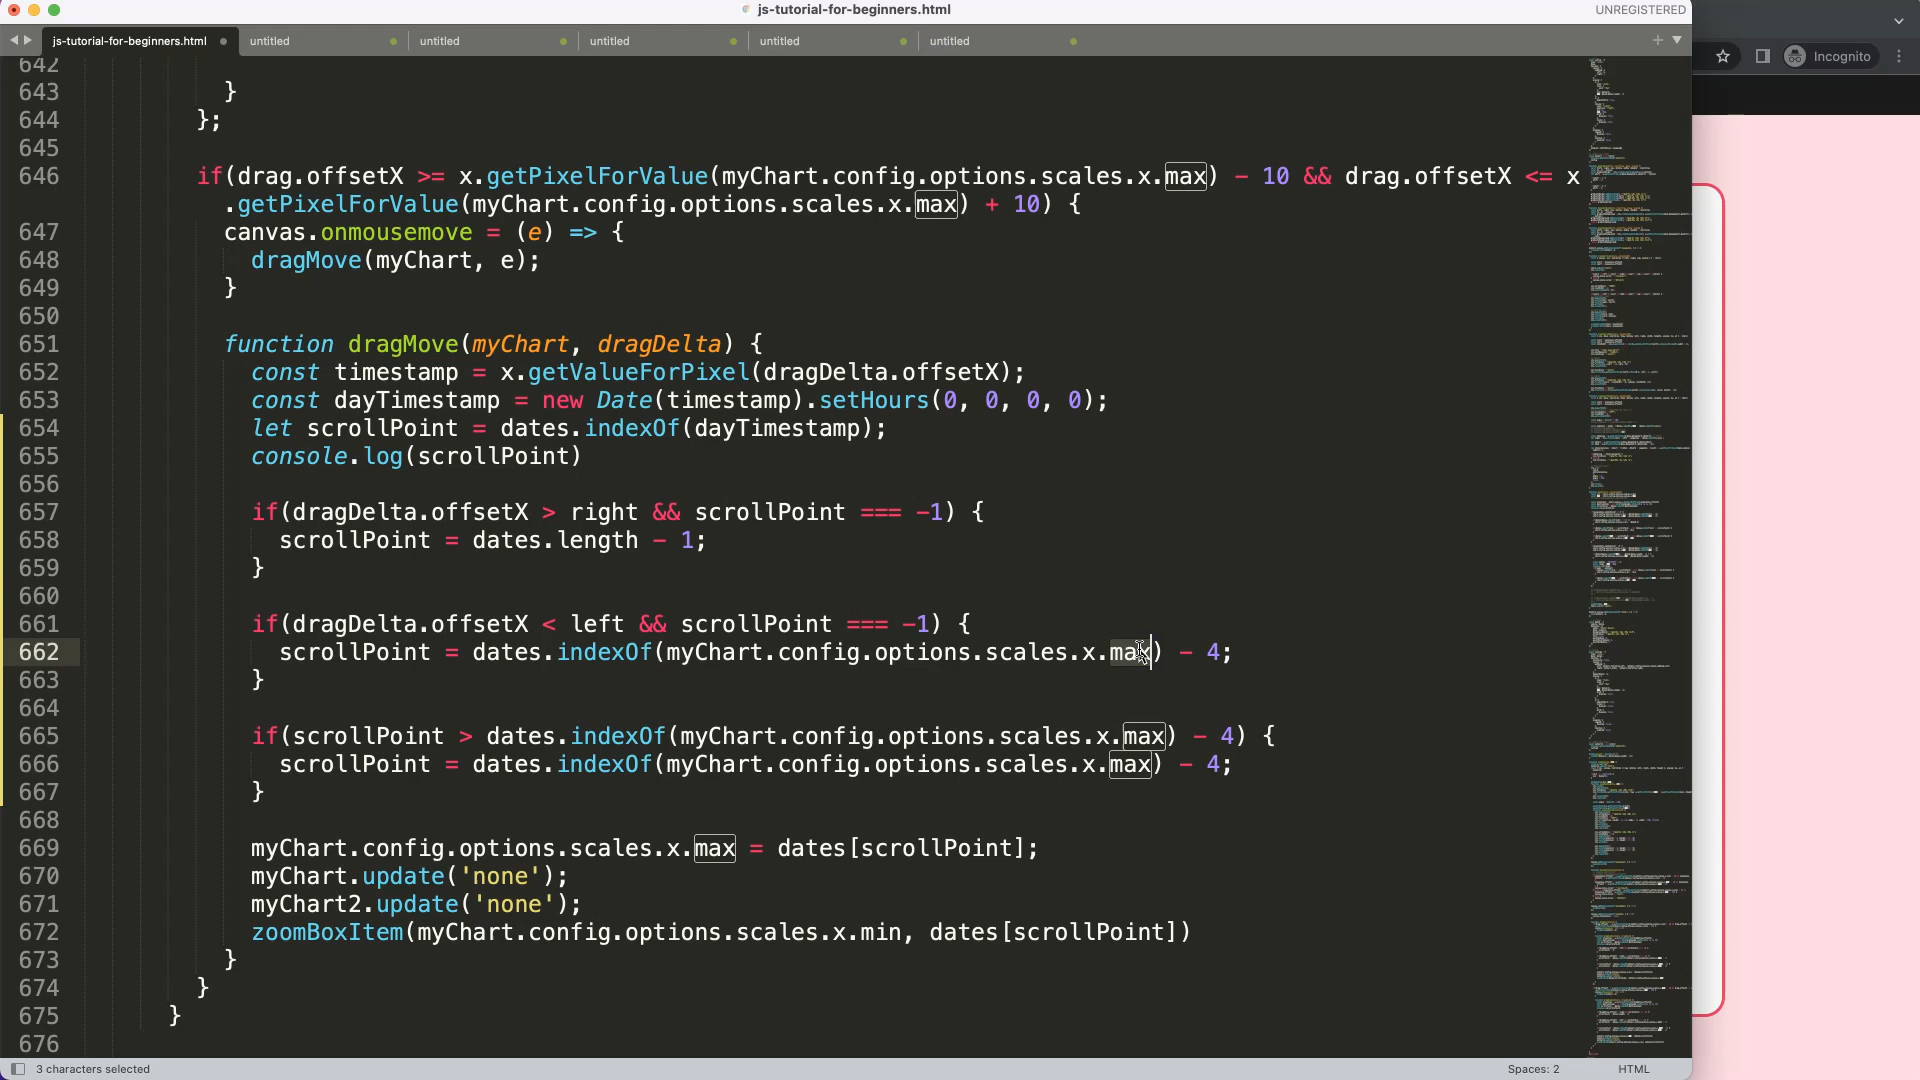 js-tutorial-for-beginners.html
UNREGISTERED
js-tutorial-for-beginners.html
untitled
untitled
untitled
untitled
untitled
Incognito
642
643 }
644 };
645
646 if(drag.offsetX >= x.getPixelForValue(myChart.config.options.scales.x.max) - 10 && drag.offsetX <= x
.getPixelForValue(myChart.config.options.scales.x.max) + 10) {
647 canvas.onmousemove = (e) => {
648 dragMove(myChart, e);
649 }
650
651 function dragMove(myChart, dragDelta) {
652 const timestamp = x.getValueForPixel(dragDelta.offsetX);
653 const dayTimestamp = new Date(timestamp).setHours(0, 0, 0, 0);
654 let scrollPoint = dates.indexOf(dayTimestamp);
655 console.log(scrollPoint)
656
657 if(dragDelta.offsetX > right && scrollPoint === -1) {
658 scrollPoint = dates.length - 1;
659 }
660
661 if(dragDelta.offsetX < left && scrollPoint === -1) {
662 scrollPoint = dates.indexOf(myChart.config.options.scales.x.max) - 4;
663 }
664
665 if(scrollPoint > dates.indexOf(myChart.config.options.scales.x.max) - 4) {
666 scrollPoint = dates.indexOf(myChart.config.options.scales.x.max) - 4;
667 }
668
669 myChart.config.options.scales.x.max = dates[scrollPoint];
670 myChart.update('none');
671 myChart2.update('none');
672 zoomBoxItem(myChart.config.options.scales.x.min, dates[scrollPoint])
673 }
674 }
675 }
676
3 characters selected
Spaces: 2
HTML